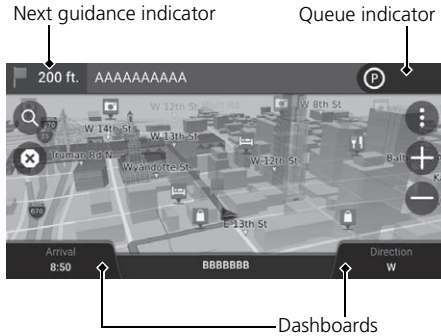 Next guidance indicator
Queue indicator
200 ft. AAAAAAAAAA
P
W 12th St
W 8th St
W 14th St
W 13th St
Truman Rd N
Wyandotte St
W 12th St
E 13th St
670
Arrival
8:50
BBBBBBB
Direction
W
Dashboards